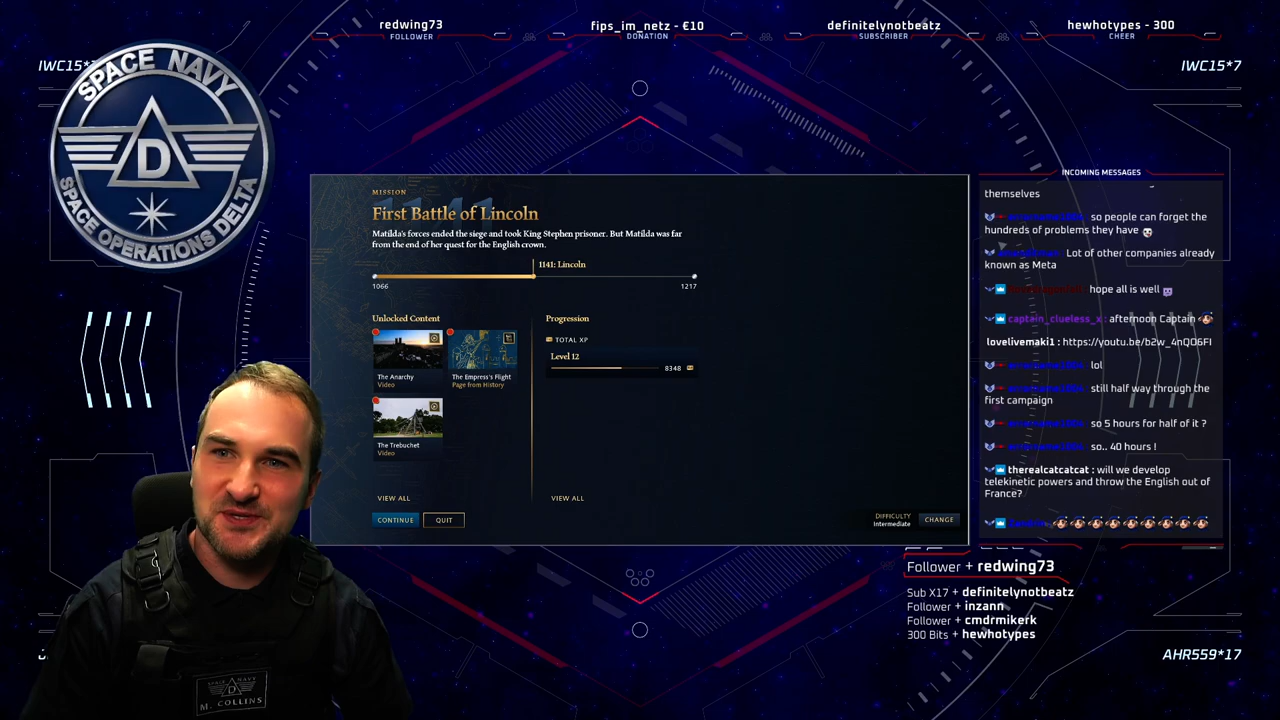 redwing73
FOLLOWER
fips_im_netz - €10
DONATION
definitelynotbeatz
SUBSCRIBER
hewhotypes - 300
CHEER
IWC15*7
SPACE NAVY
D
SPACE OPERATIONS DELTA
MISSION
First Battle of Lincoln
Matilda's forces ended the siege and took King Stephen prisoner. But Matilda was far
from the end of her quest for the English crown.
1141: Lincoln
1066
1217
Unlocked Content
The Anarchy
Video
The Empress's Flight
Page from History
The Trebuchet
Video
VIEW ALL
CONTINUE
QUIT
Progression
TOTAL XP
Level 12
8348
VIEW ALL
DIFFICULTY
Intermediate
CHANGE
INCOMING MESSAGES
themselves
so people can forget the
hundreds of problems they have
Lot of other companies already
known as Meta
hope all is well
captain_clueless_x : afternoon Captain
lovelivemaki1 : https://youtu.be/b2w_4nQO6FI
lol
still half way through the
first campaign
so 5 hours for half of it ?
so.. 40 hours !
therealcatcatcat : will we develop
telekinetic powers and throw the English out of
France?
Follower + redwing73
Sub X17 + definitelynotbeatz
Follower + inzann
Follower + cmdrmikerk
300 Bits + hewhotypes
AHR559*17
SPACE NAVY
D
M. COLLINS